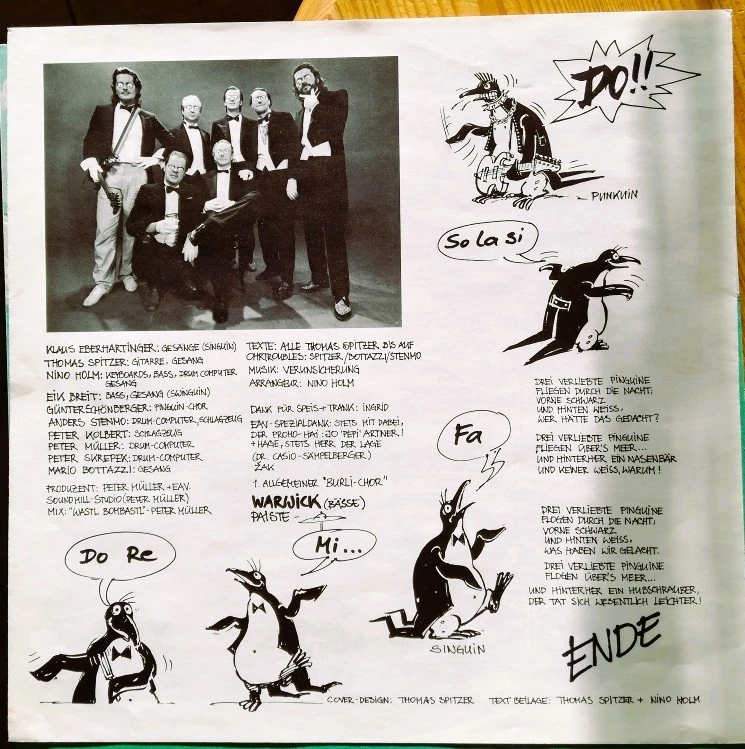 DO!!
PUNKUIN
So la si
KLAUS EBERHARTINGER: GESÄNGE (SINGUIN)
THOMAS SPITZER: GITARRE, GESANG
NINO HOLM: KEYBOARDS, BASS, DRUM COMPUTER
GESANG
EIK BREIT: BASS, GESANG (SWINGUIN)
GÜNTER SCHÖNBERGER: PINGUIN-CHOR
ANDERS STENMO: DRUM-COMPUTER, SCHLAGZEUG
PETER KOLBERT: SCHLAGZEUG
PETER MÜLLER: DRUM-COMPUTER
PETER SKREPEK: DRUM-COMPUTER
MARIO BOTTAZZI: GESANG
PRODUZENT: PETER MÜLLER + EAV.
SOUNDMILL-STUDIO (PETER MÜLLER)
MIX: "WASTL BOMBASTL" - PETER MÜLLER
TEXTE: ALLE THOMAS SPITZER BIS AUF
OHRTROUBLES: SPITZER/BOTTAZZI/STENMO
MUSIK: VERUNSICHERUNG
ARRANGEUR: NINO HOLM
DANK FÜR SPEIS + TRANK: INGRID
EAV-SPEZIALDANK: STETS MIT DABEI,
DER PROMO-HAI: JO "PEPI" ARTNER!
+ HAGE, STETS HERR DER LAGE
(DR. CASIO-SAMPELBERGER)
ŽAK
1. ALLGEMEINER "BURLI-CHOR"
WARWICK (BÄSSE)
PAISTE
DREI VERLIEBTE PINGUINE
FLIEGEN DURCH DIE NACHT,
VORNE SCHWARZ
UND HINTEN WEISS,
WER HÄTTE DAS GEDACHT?
DREI VERLIEBTE PINGUINE
FLIEGEN ÜBER'S MEER...
UND HINTERHER EIN NASENBÄR
UND KEINER WEISS, WARUM!
DREI VERLIEBTE PINGUINE
FLOGEN DURCH DIE NACHT,
VORNE SCHWARZ
UND HINTEN WEISS,
WAS HABEN WIR GELACHT.
DREI VERLIEBTE PINGUINE
FLOGEN ÜBER'S MEER...
UND HINTERHER EIN HUBSCHRAUBER,
DER TAT SICH WESENTLICH LEICHTER!
Do Re
Mi...
Fa
SINGUIN
ENDE
COVER-DESIGN: THOMAS SPITZER
TEXT BEILAGE: THOMAS SPITZER + NINO HOLM